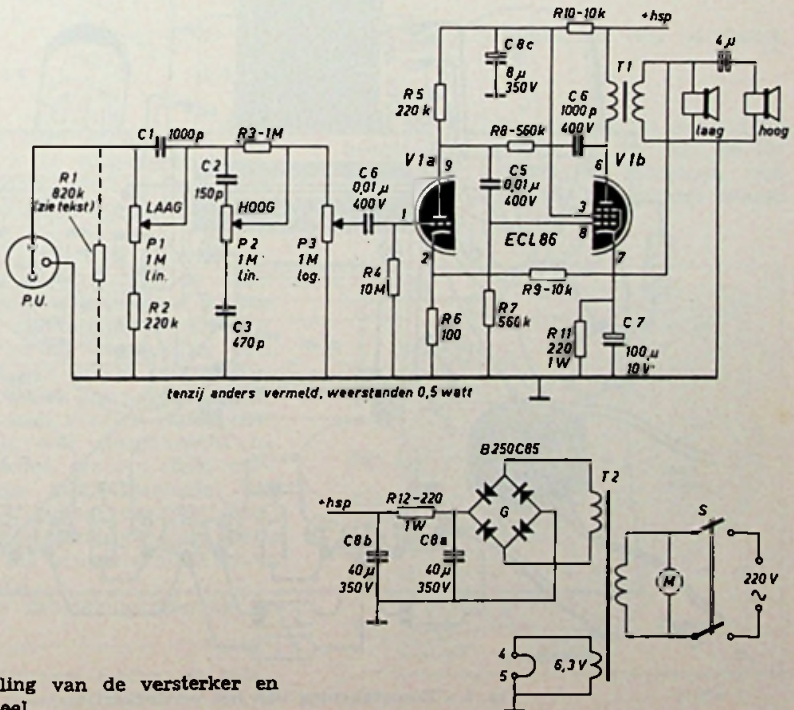 R10-10k
+hsp
C8c
8µ
350V
T1
4µ
R5
220k
C6
1000p
400V
laag
hoog
C1 1000p
R3-1M
R8-560k
V1a
9
6
V1b
R1
820k
(zie tekst)
C2
150p
C6
0,01µ
400V
C5
0,01µ
400V
LAAG
HOOG
1
3
8
ECL86
P1
1M
lin.
P2
1M
lin.
P3
1M
log.
2
7
P.U.
R4
10M
R9-10k
R2
220k
C3
470p
R6
100
R7
560k
R11
220
1W
C7
100µ
10V
tenzij anders vermeld, weerstanden 0,5 watt
B250C85
T2
+hsp
R12-220
1W
G
S
C8b
40µ
350V
C8a
40µ
350V
M
220V
~
4
5
6,3V
ling van de versterker en
eel